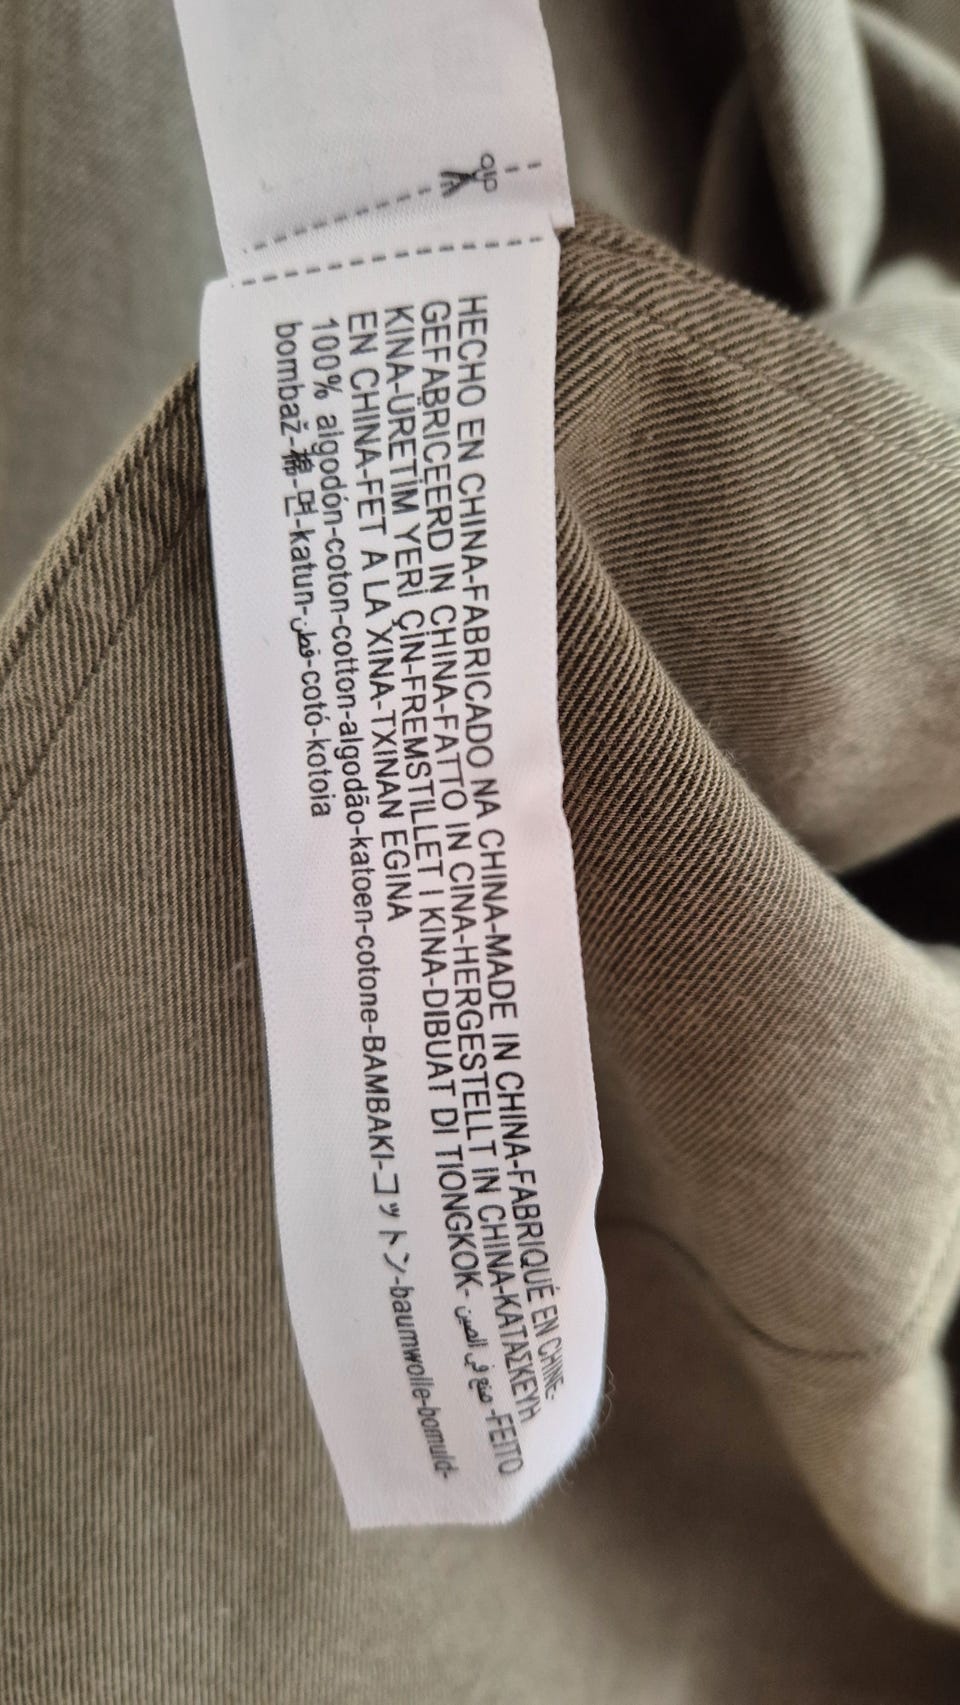 HECHO EN CHINA-FABRICADO NA CHINA-MADE IN CHINA-FABRIQUÉ EN CHINE-
GEFABRICEERD IN CHINA-FATTO IN CINA-HERGESTELLT IN CHINA-ΚΑΤΑΣΚΕΥΗ
KINA-ÜRETİM YERİ ÇİN-FREMSTILLET I KINA-DIBUAT DI TIONGKOK- صنع في الصين -FEITO
EN CHINA-FET A LA XINA-TXINAN EGINA
100% algodón-coton-cotton-algodão-katoen-cotone-ΒΑΜΒΑΚΙ-コットン-baumwolle-bomuld-
bombaž-棉-면-katun-قطن-cotó-kotoia